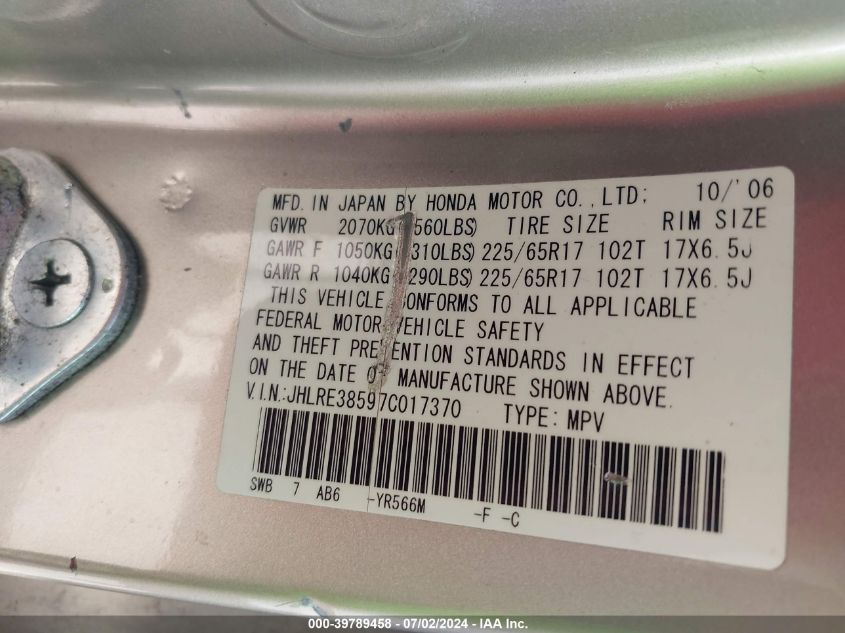 MFD. IN JAPAN BY HONDA MOTOR CO.,LTD: 10/'06
GVWR 2070KG 560LBS) TIRE SIZE RIM SIZE
GAWR F 1050KG 310LBS) 225/65R17 102T 17X6.5J
GAWR R 1040KG 290LBS) 225/65R17 102T 17X6.5J
THIS VEHICLE CONFORMS TO ALL APPLICABLE
FEDERAL MOTOR VEHICLE SAFETY
AND THEFT PREVENTION STANDARDS IN EFFECT
ON THE DATE OF MANUFACTURE SHOWN ABOVE.
V.I.N.:JHLRE38597C017370 TYPE: MPV
SWB 7 AB6 -YR566M -F -C
000-39789458 - 07/02/2024 - IAA Inc.